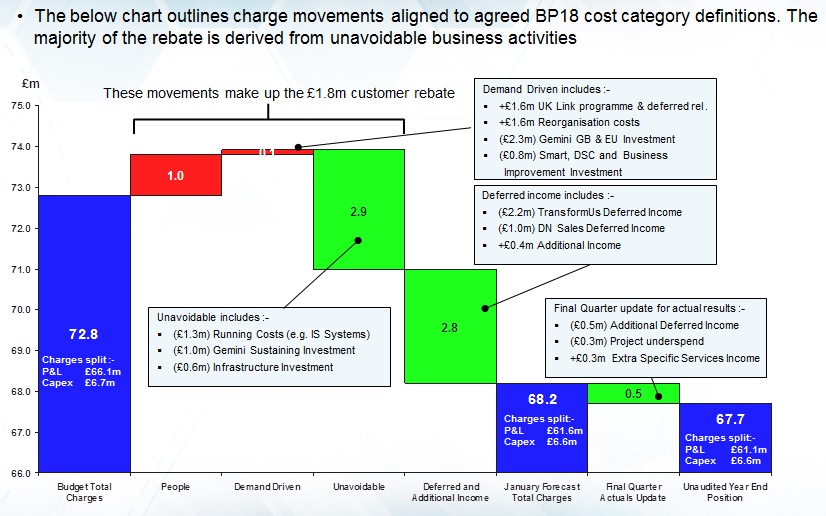 • The below chart outlines charge movements aligned to agreed BP18 cost category definitions. The
majority of the rebate is derived from unavoidable business activities
£m
These movements make up the £1.8m customer rebate
75.0
74.0
73.0
72.0
71.0
70.0
69.0
68.0
67.0
66.0
72.8
Charges split:-
P&L £66.1m
Capex £6.7m
1.0
0.1
2.9
2.8
68.2
Charges split:-
P&L £61.6m
Capex £6.6m
0.5
67.7
Charges split:-
P&L £61.1m
Capex £6.6m
Demand Driven includes :-
▪ +£1.6m UK Link programme & deferred rel.
▪ +£1.6m Reorganisation costs
▪ (£2.3m) Gemini GB & EU Investment
▪ (£0.8m) Smart, DSC and Business
Improvement Investment
Deferred income includes :-
▪ (£2.2m) TransformUs Deferred Income
▪ (£1.0m) DN Sales Deferred Income
▪ +£0.4m Additional Income
Unavoidable includes :-
▪ (£1.3m) Running Costs (e.g. IS Systems)
▪ (£1.0m) Gemini Sustaining Investment
▪ (£0.6m) Infrastructure Investment
Final Quarter update for actual results :-
▪ (£0.5m) Additional Deferred Income
▪ (£0.3m) Project underspend
▪ +£0.3m Extra Specific Services Income
Budget Total
Charges
People
Demand Driven
Unavoidable
Deferred and
Additional Income
January Forecast
Total Charges
Final Quarter
Actuals Update
Unaudited Year End
Position